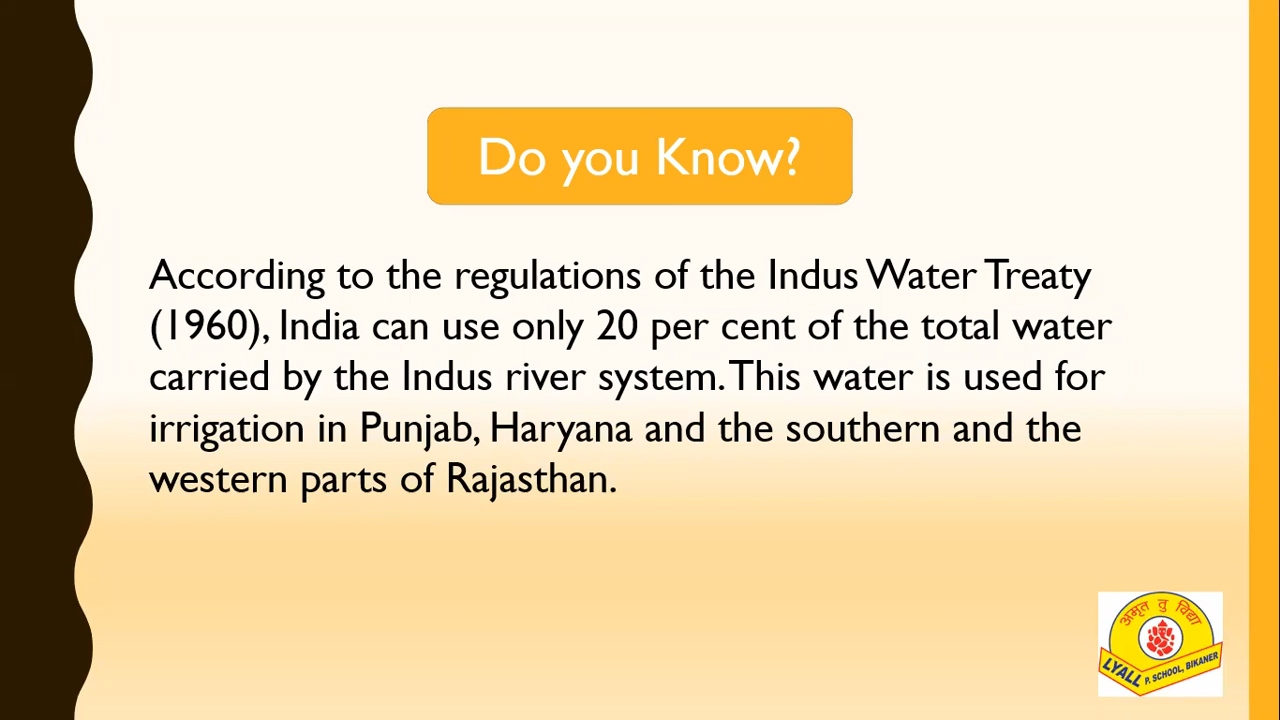 Do you Know?
According to the regulations of the Indus Water Treaty
(1960), India can use only 20 per cent of the total water
carried by the Indus river system. This water is used for
irrigation in Punjab, Haryana and the southern and the
western parts of Rajasthan.
अमृत तु विद्या
LYALL P. SCHOOL, BIKANER